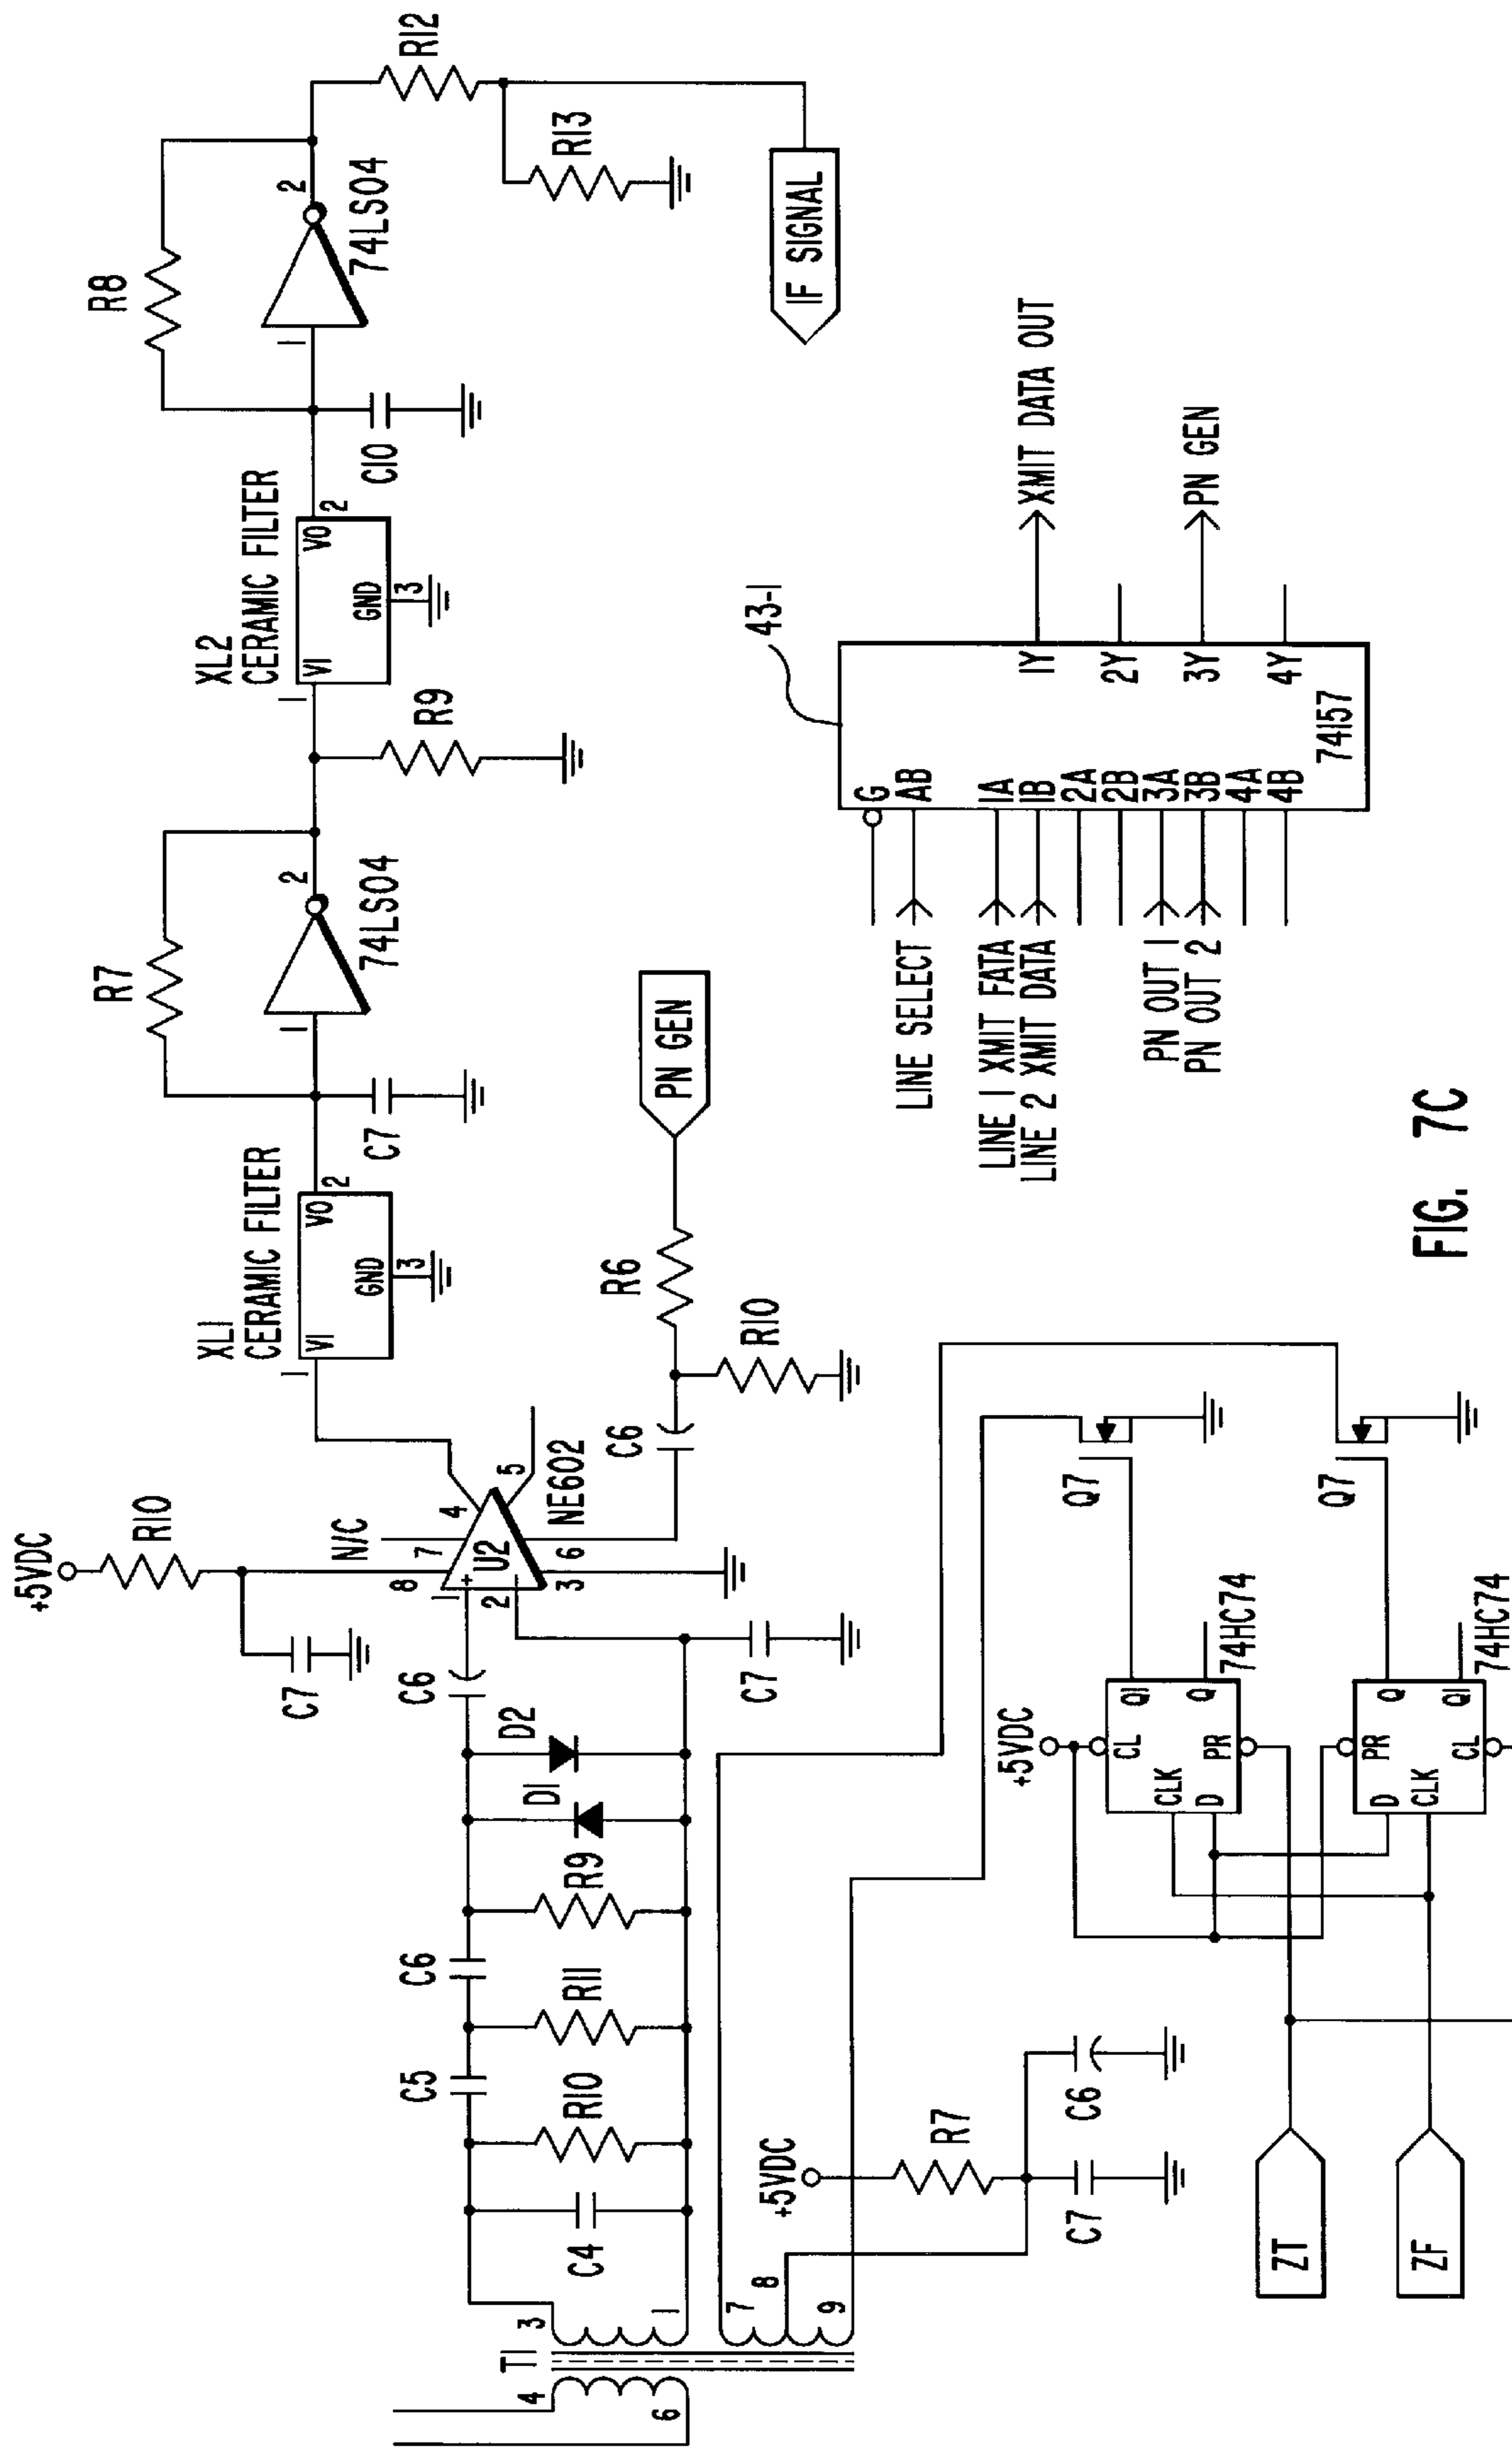 +5VDC
R10
C7
N/C
8
7
4
5
1
+
2
–
U2
3
6
NE602
XL1
CERAMIC FILTER
1
VI
VO
2
GND
3
C7
R7
1
2
74LS04
R9
XL2
CERAMIC FILTER
1
VI
VO
2
GND
3
C10
R8
1
2
74LS04
R12
R13
IF SIGNAL
T1
4
6
3
1
7
8
9
C4
R10
C5
R11
C6
R9
D1
D2
C6
C7
C6
R10
R6
PN GEN
+5VDC
R7
C7
C6
ZT
ZF
+5VDC
CL
Q1
CLK
D
PR
Q
74HC74
PR
Q
D
CLK
CL
Q1
74HC74
Q7
Q7
43-1
G
AB
1A
1B
2A
2B
3A
3B
4A
4B
1Y
2Y
3Y
4Y
74157
LINE SELECT
LINE 1 XMIT FATA
LINE 2 XMIT DATA
PN OUT 1
PN OUT 2
XMIT DATA OUT
PN GEN
FIG. 7C